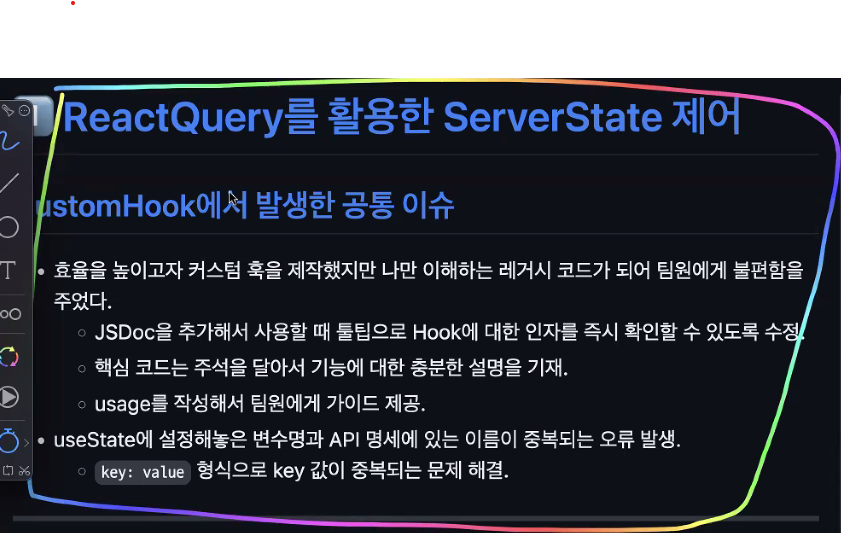 ReactQuery를 활용한 ServerState 제어
ustomHook에서 발생한 공통 이슈
효율을 높이고자 커스텀 훅을 제작했지만 나만 이해하는 레거시 코드가 되어 팀원에게 불편함을
주었다.
JSDoc을 추가해서 사용할 때 툴팁으로 Hook에 대한 인자를 즉시 확인할 수 있도록 수정.
핵심 코드는 주석을 달아서 기능에 대한 충분한 설명을 기재.
usage를 작성해서 팀원에게 가이드 제공.
useState에 설정해놓은 변수명과 API 명세에 있는 이름이 중복되는 오류 발생.
key: value 형식으로 key 값이 중복되는 문제 해결.